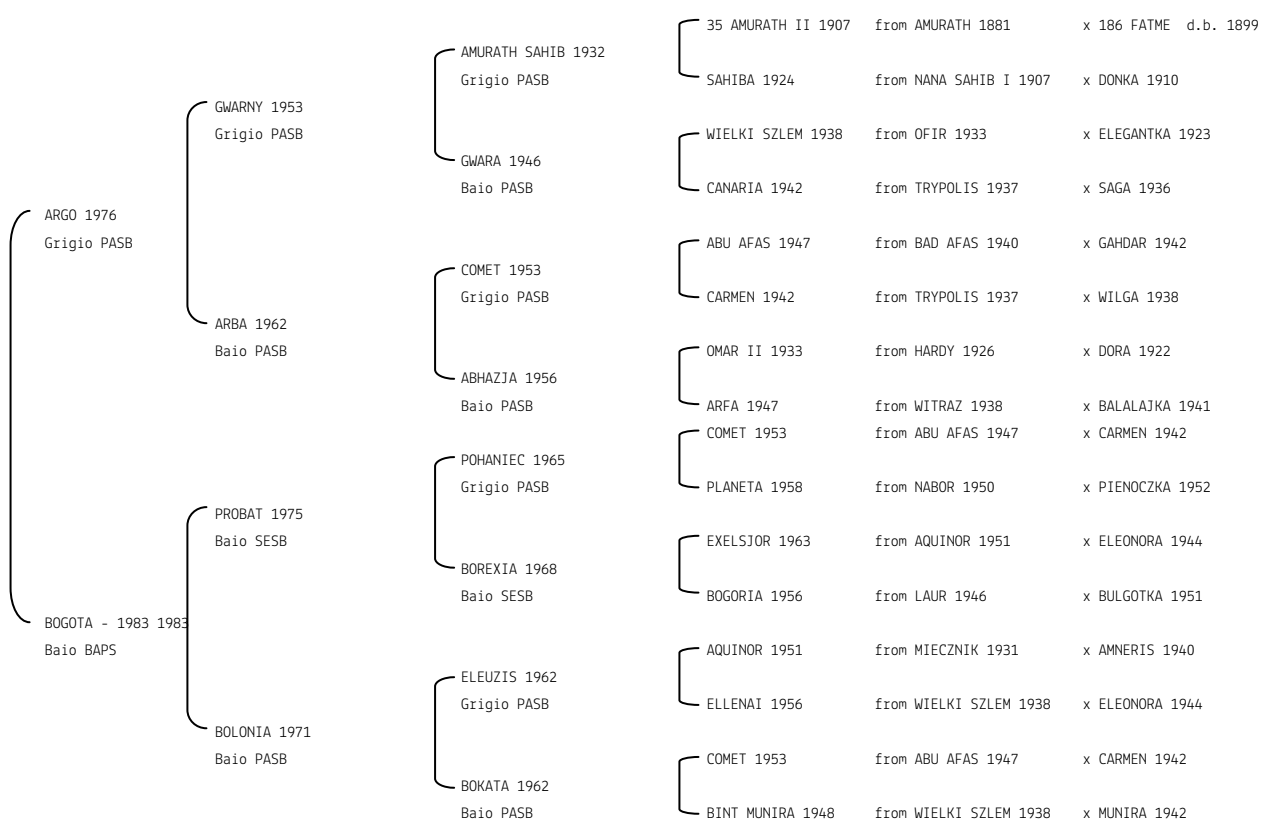 35 AMURATH II 1907 from AMURATH 1881 x 186 FATME d.b. 1899
AMURATH SAHIB 1932
Grigio PASB SAHIBA 1924 from NANA SAHIB I 1907 x DONKA 1910
GWARNY 1953
Grigio PASB WIELKI SZLEM 1938 from OFIR 1933 x ELEGANTKA 1923
GWARA 1946
Baio PASB CANARIA 1942 from TRYPOLIS 1937 x SAGA 1936
ARGO 1976
Grigio PASB ABU AFAS 1947 from BAD AFAS 1940 x GAHDAR 1942
COMET 1953
Grigio PASB CARMEN 1942 from TRYPOLIS 1937 x WILGA 1938
ARBA 1962
Baio PASB OMAR II 1933 from HARDY 1926 x DORA 1922
ABHAZJA 1956
Baio PASB ARFA 1947 from WITRAZ 1938 x BALALAJKA 1941
COMET 1953 from ABU AFAS 1947 x CARMEN 1942
POHANIEC 1965
Grigio PASB PLANETA 1958 from NABOR 1950 x PIENOCZKA 1952
PROBAT 1975
Baio SESB EXELSJOR 1963 from AQUINOR 1951 x ELEONORA 1944
BOREXIA 1968
Baio SESB BOGORIA 1956 from LAUR 1946 x BULGOTKA 1951
BOGOTA - 1983 1983
Baio BAPS AQUINOR 1951 from MIECZNIK 1931 x AMNERIS 1940
ELEUZIS 1962
Grigio PASB ELLENAI 1956 from WIELKI SZLEM 1938 x ELEONORA 1944
BOLONIA 1971
Baio PASB COMET 1953 from ABU AFAS 1947 x CARMEN 1942
BOKATA 1962
Baio PASB BINT MUNIRA 1948 from WIELKI SZLEM 1938 x MUNIRA 1942